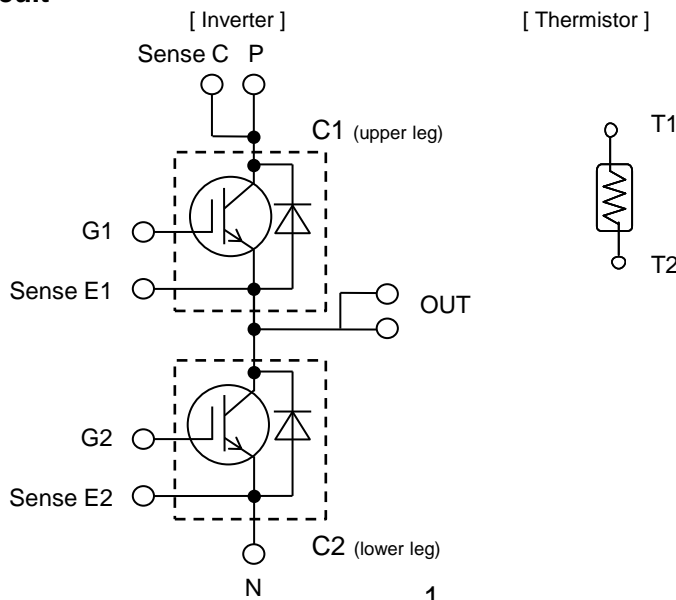 [ Inverter ]
[ Thermistor ]
Sense C P
C1 (upper leg)
T1
G1
Sense E1
T2
OUT
G2
Sense E2
C2 (lower leg)
N
1